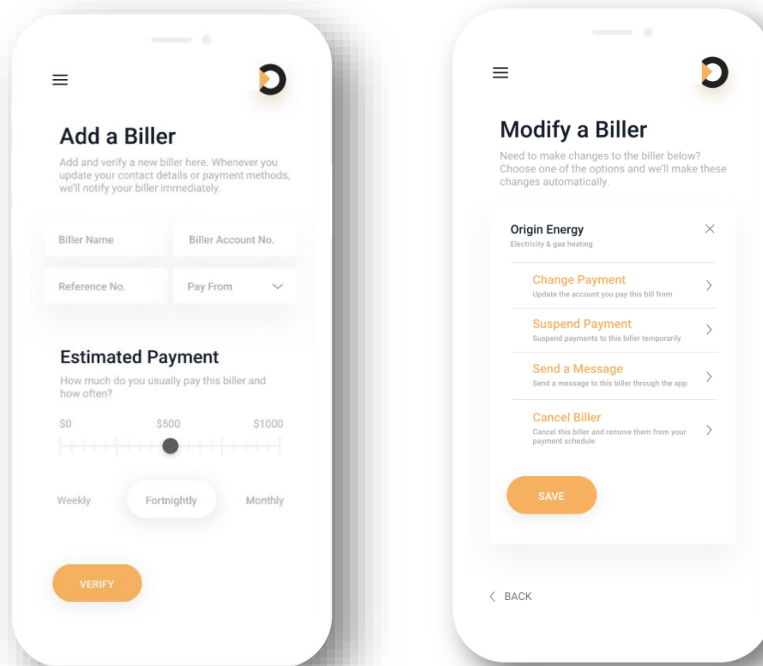 Add a Biller
Add and verify a new biller here. Whenever you
update your contact details or payment methods,
we'll notify your biller immediately.
Biller Name
Biller Account No.
Reference No.
Pay From
Estimated Payment
How much do you usually pay this biller and
how often?
$0 $500 $1000
Weekly Fortnightly Monthly
VERIFY
Modify a Biller
Need to make changes to the biller below?
Choose one of the options and we'll make these
changes automatically.
Origin Energy
Electricity & gas heating
Change Payment
Update the account you pay this bill from
Suspend Payment
Suspend payments to this biller temporarily
Send a Message
Send a message to this biller through the app
Cancel Biller
Cancel this biller and remove them from your
payment schedule
SAVE
BACK